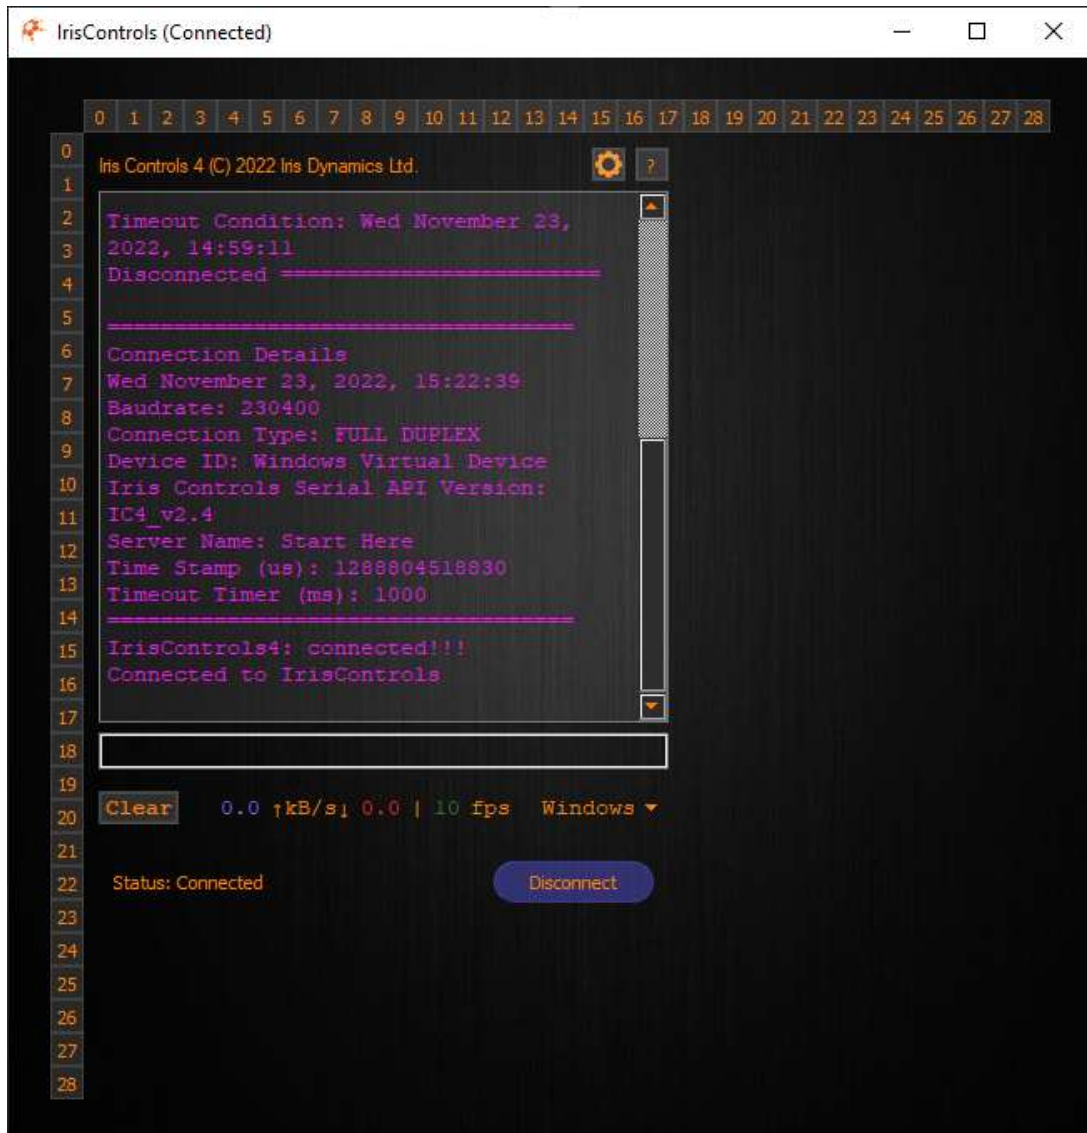 IrisControls (Connected)
0 1 2 3 4 5 6 7 8 9 10 11 12 13 14 15 16 17 18 19 20 21 22 23 24 25 26 27 28
0
1
2
3
4
5
6
7
8
9
10
11
12
13
14
15
16
17
18
19
20
21
22
23
24
25
26
27
28
Iris Controls 4 (C) 2022 Iris Dynamics Ltd. ?
Timeout Condition: Wed November 23,
2022, 14:59:11
Disconnected ========================
===================================
Connection Details
Wed November 23, 2022, 15:22:39
Baudrate: 230400
Connection Type: FULL DUPLEX
Device ID: Windows Virtual Device
Iris Controls Serial API Version:
IC4_v2.4
Server Name: Start Here
Time Stamp (us): 1288804518830
Timeout Timer (ms): 1000
===================================
IrisControls4: connected!!!
Connected to IrisControls
Clear 0.0 ↑kB/s↓ 0.0 | 10 fps Windows
Status: Connected Disconnect